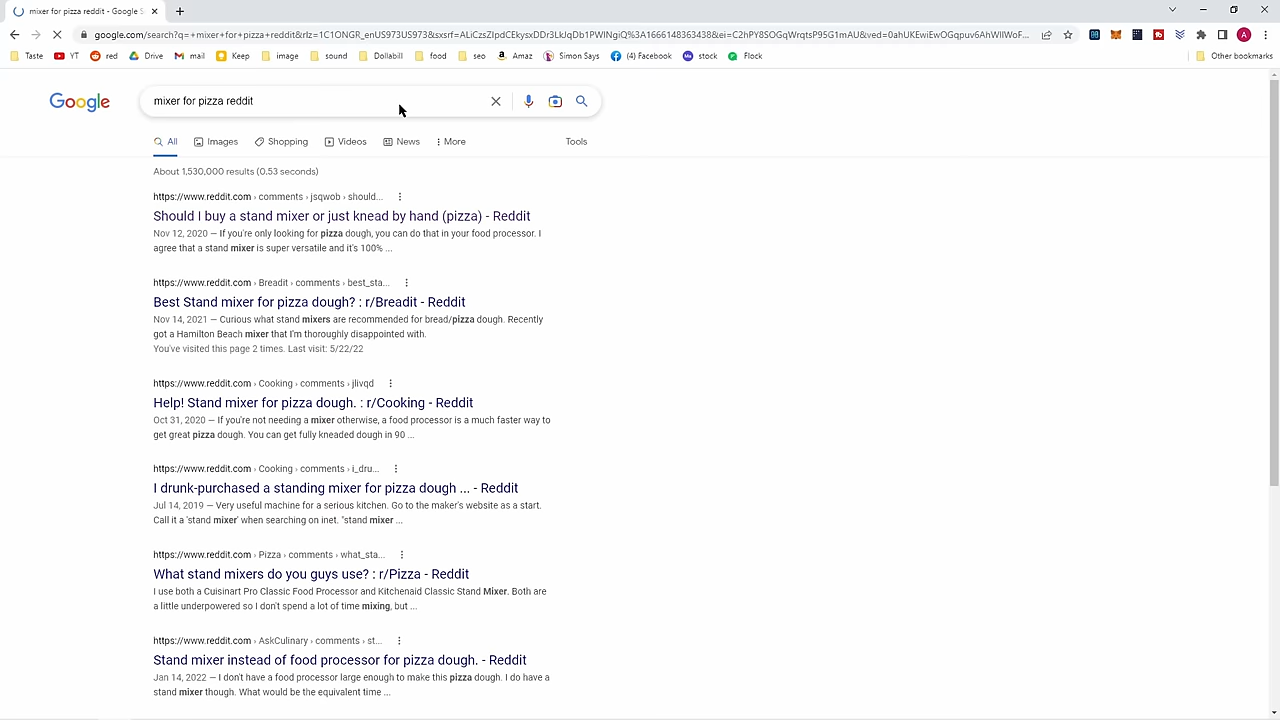 mixer for pizza reddit - Google S
google.com/search?q=+mixer+for+pizza+reddit&rlz=1C1ONGR_enUS973US973&sxsrf=ALiCzsZIpdCEkysxDDr3LkJqDb1PWINgiQ%3A1666148363438&ei=C2hPY8SOGqWrqtsP95G1mAU&ved=0ahUKEwiEwOGqpuv6AhWIlWoF...
Taste YT red Drive mail Keep image sound Dollabill food seo Amaz Simon Says (4) Facebook stock Flock Other bookmarks
Google
mixer for pizza reddit
All Images Shopping Videos News More Tools
About 1,530,000 results (0.53 seconds)
https://www.reddit.com › comments › jsqwob › should...
Should I buy a stand mixer or just knead by hand (pizza) - Reddit
Nov 12, 2020 — If you're only looking for pizza dough, you can do that in your food processor. I
agree that a stand mixer is super versatile and it's 100% ...
https://www.reddit.com › Breadit › comments › best_sta...
Best Stand mixer for pizza dough? : r/Breadit - Reddit
Nov 14, 2021 — Curious what stand mixers are recommended for bread/pizza dough. Recently
got a Hamilton Beach mixer that I'm thoroughly disappointed with.
You've visited this page 2 times. Last visit: 5/22/22
https://www.reddit.com › Cooking › comments › jlivqd
Help! Stand mixer for pizza dough. : r/Cooking - Reddit
Oct 31, 2020 — If you're not needing a mixer otherwise, a food processor is a much faster way to
get great pizza dough. You can get fully kneaded dough in 90 ...
https://www.reddit.com › Cooking › comments › i_dru...
I drunk-purchased a standing mixer for pizza dough ... - Reddit
Jul 14, 2019 — Very useful machine for a serious kitchen. Go to the maker's website as a start.
Call it a 'stand mixer' when searching on inet. "stand mixer ...
https://www.reddit.com › Pizza › comments › what_sta...
What stand mixers do you guys use? : r/Pizza - Reddit
I use both a Cuisinart Pro Classic Food Processor and Kitchenaid Classic Stand Mixer. Both are
a little underpowered so I don't spend a lot of time mixing, but ...
https://www.reddit.com › AskCulinary › comments › st...
Stand mixer instead of food processor for pizza dough. - Reddit
Jan 14, 2022 — I don't have a food processor large enough to make this pizza dough. I do have a
stand mixer though. What would be the equivalent time ...